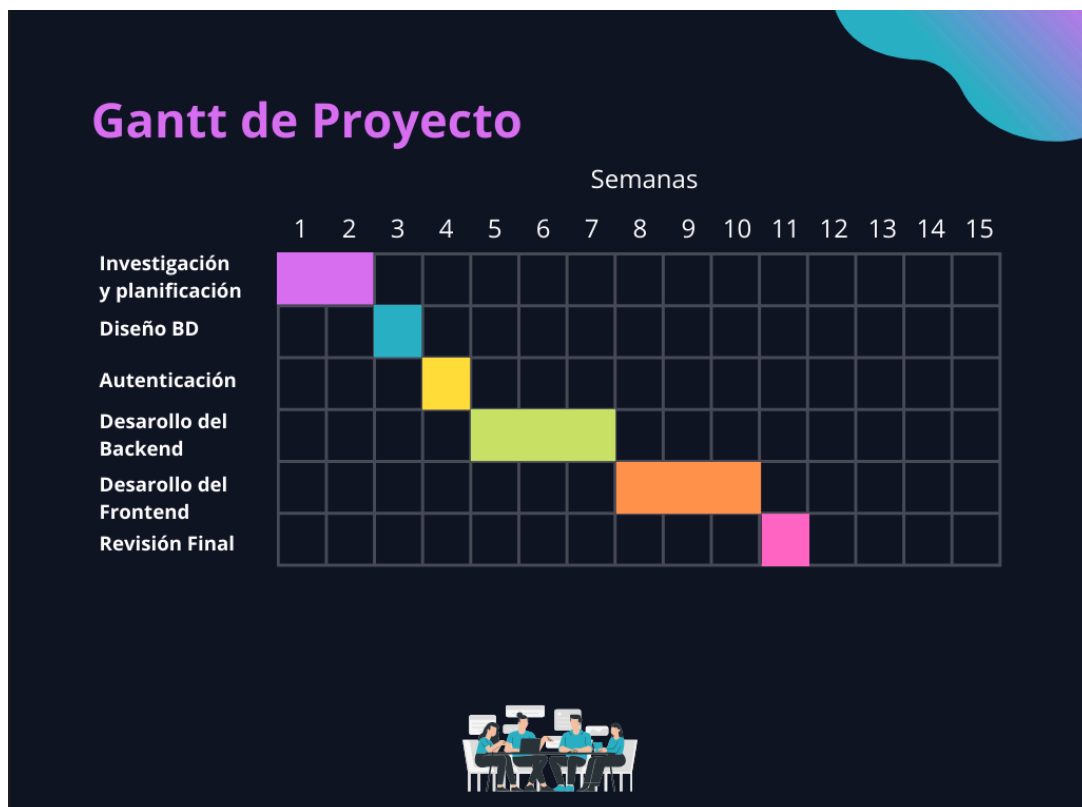 Gantt de Proyecto
Semanas
1 2 3 4 5 6 7 8 9 10 11 12 13 14 15
Investigación
y planificación
Diseño BD
Autenticación
Desarollo del
Backend
Desarollo del
Frontend
Revisión Final